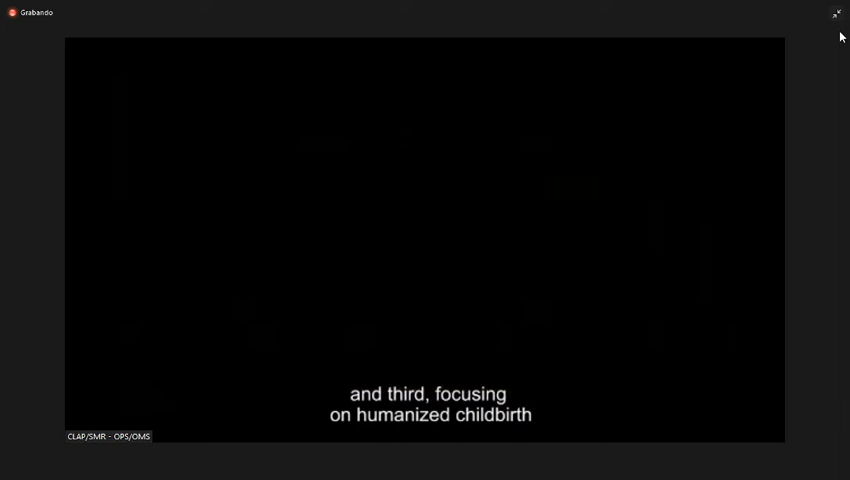 Grabando
and third, focusing
on humanized childbirth
CLAP/SMR - OPS/OMS